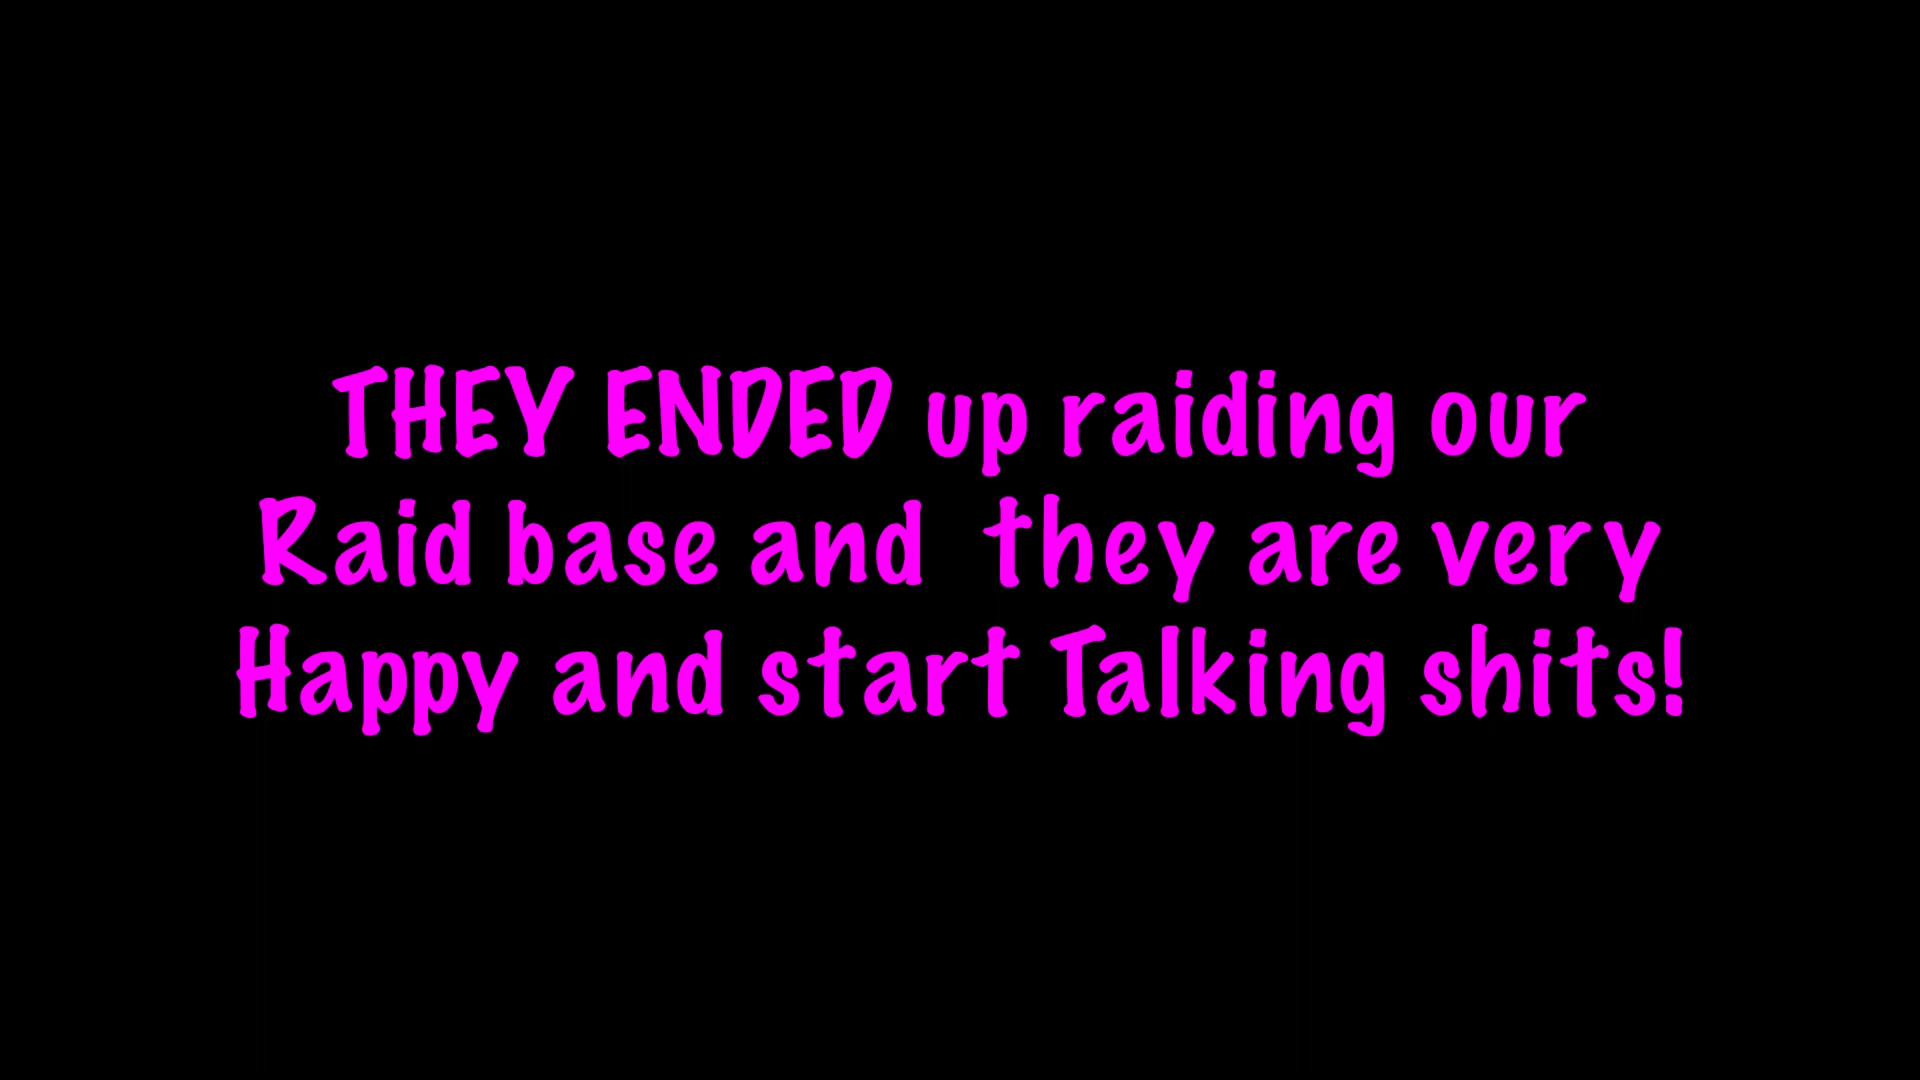 THEY ENDED up raiding our
Raid base and  they are very
Happy and start Talking shits!